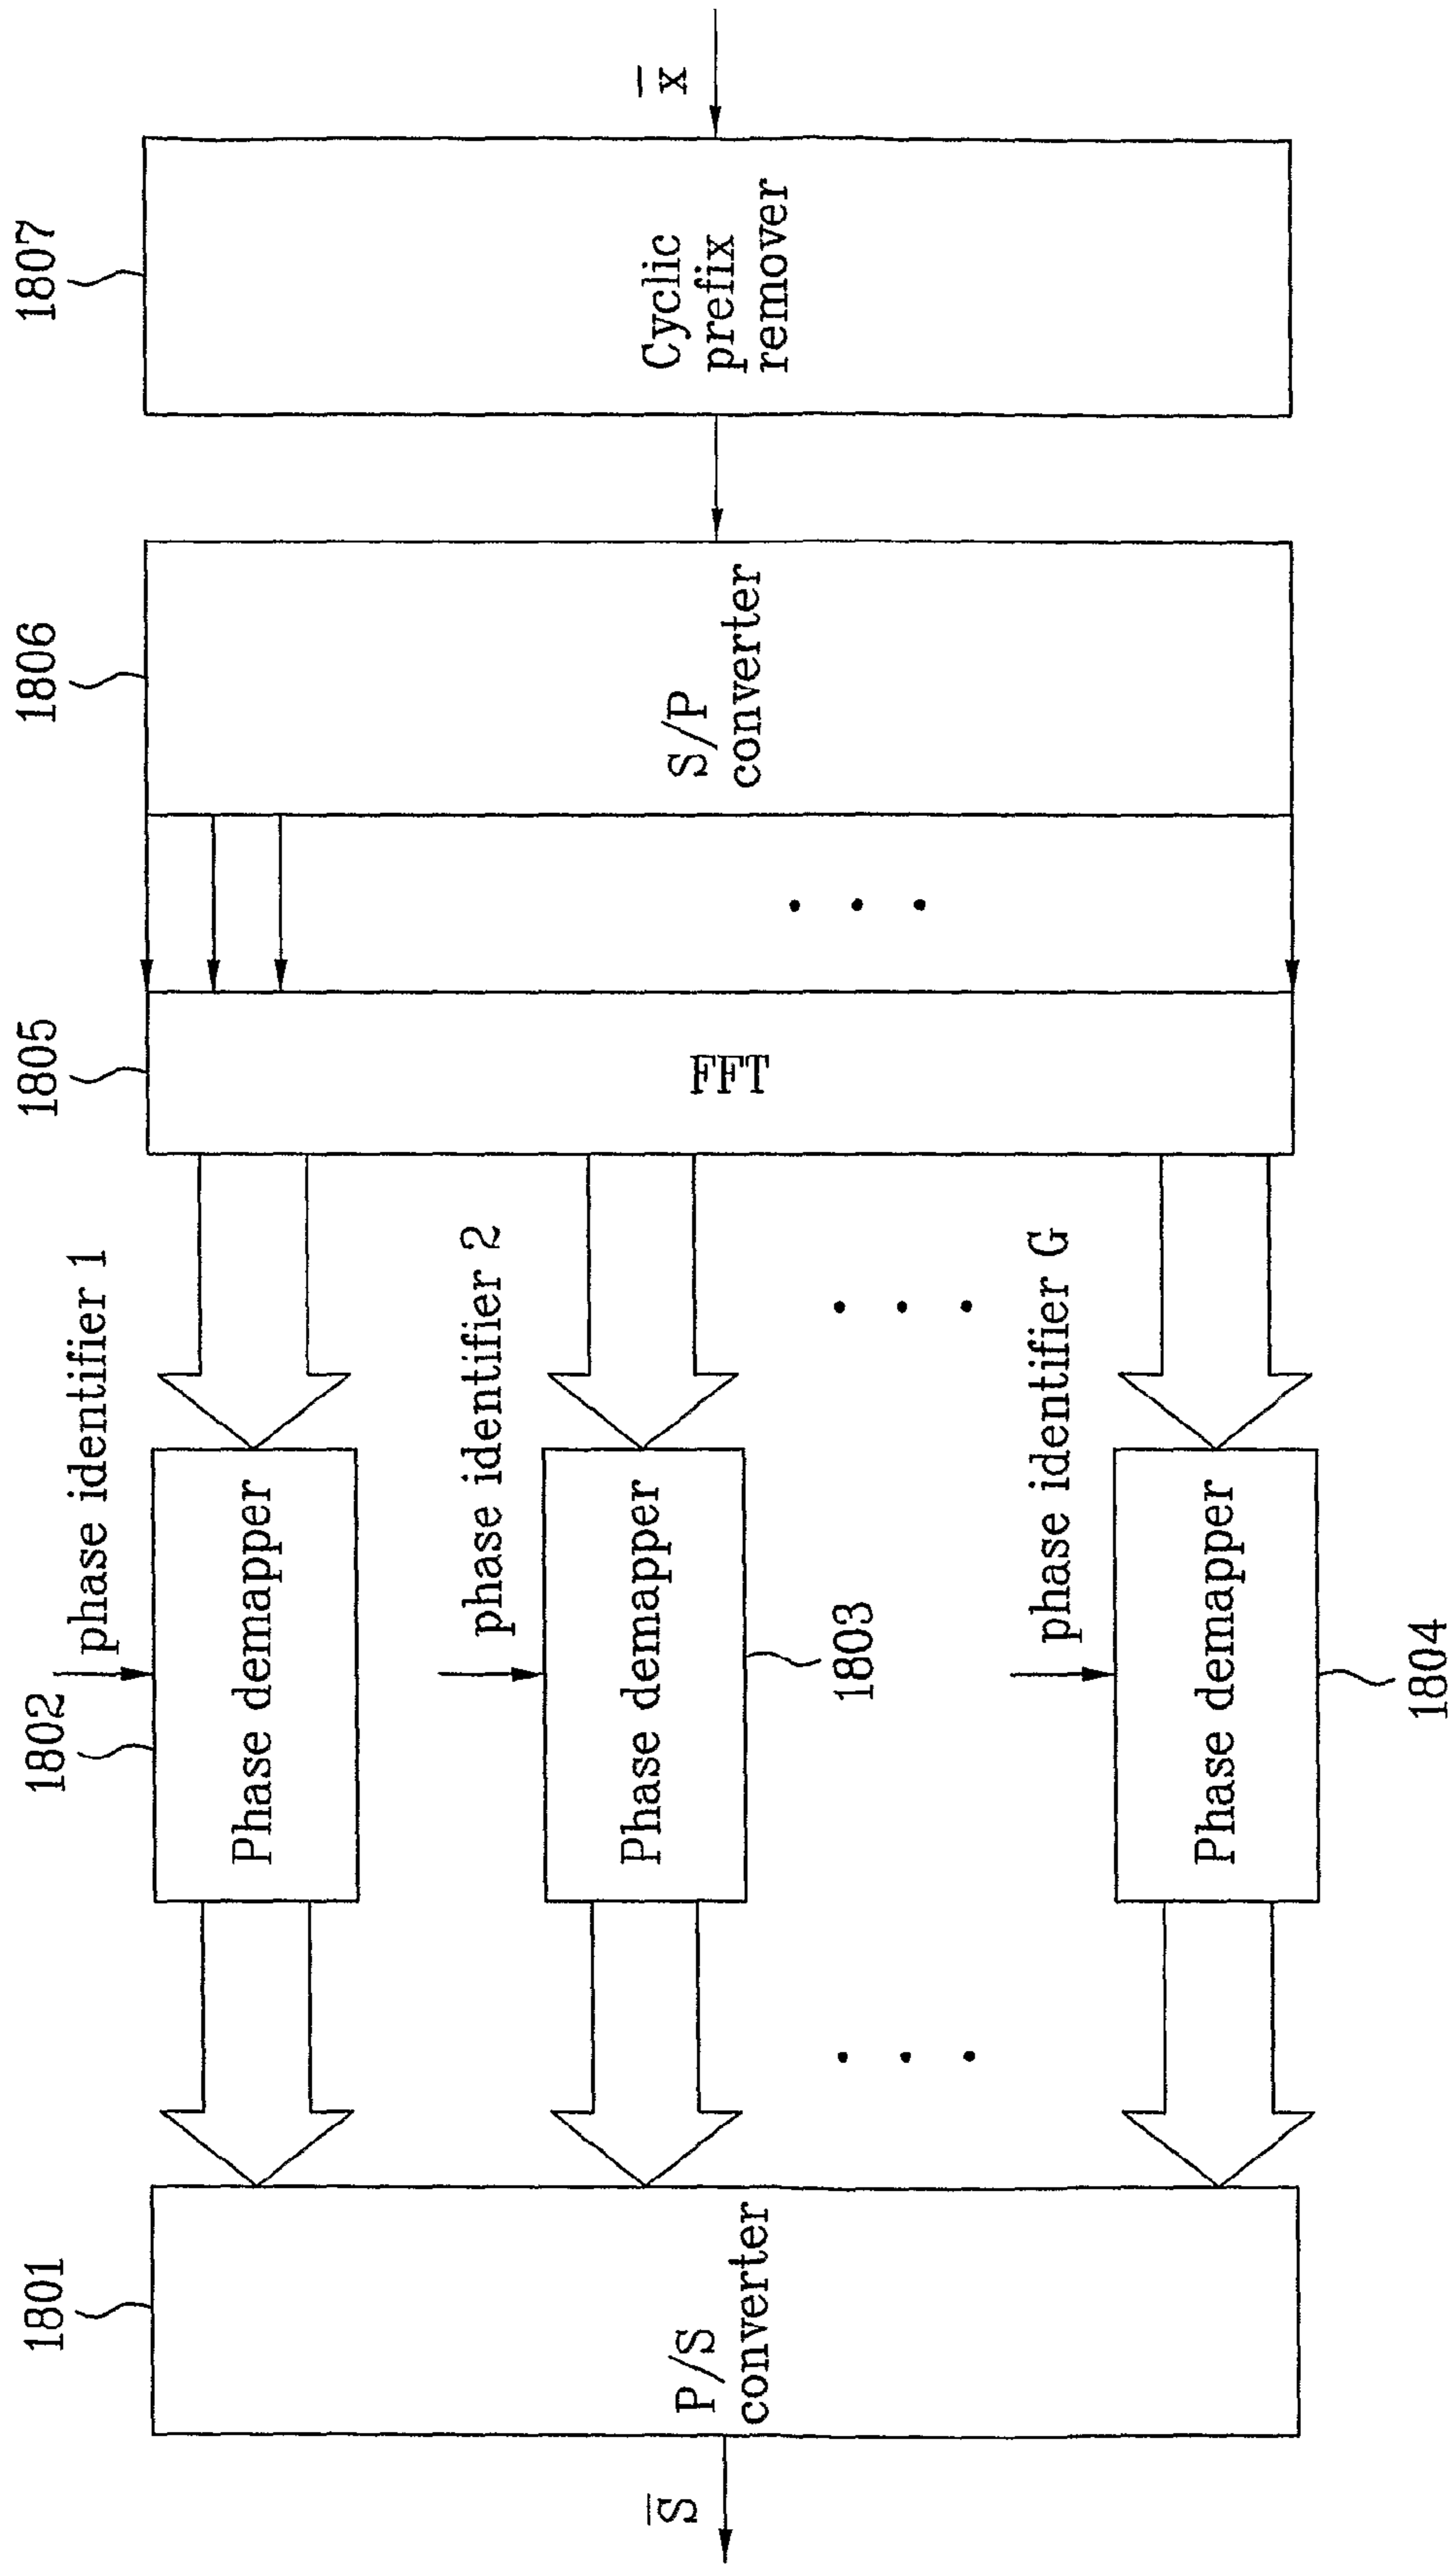 1801
1802
phase identifier 1
1805
1806
1807
Phase demapper
phase identifier 2
Phase demapper
1803
P/S
converter
S̅
FFT
S/P
converter
Cyclic
prefix
remover
x̅
phase identifier G
Phase demapper
1804